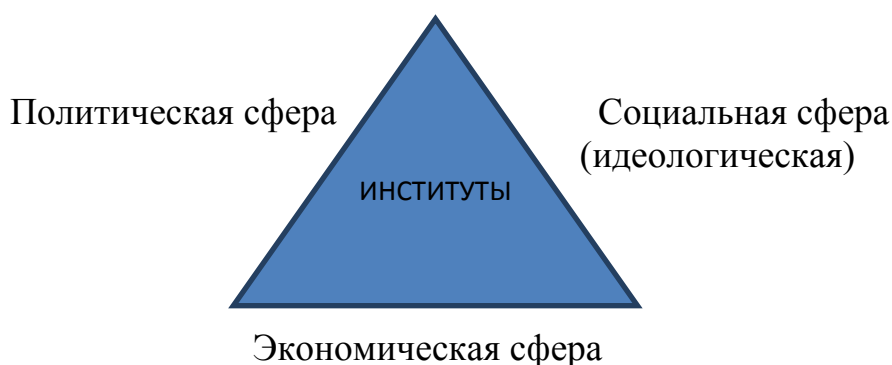 Политическая сфера
Социальная сфера
(идеологическая)
ИНСТИТУТЫ
Экономическая сфера